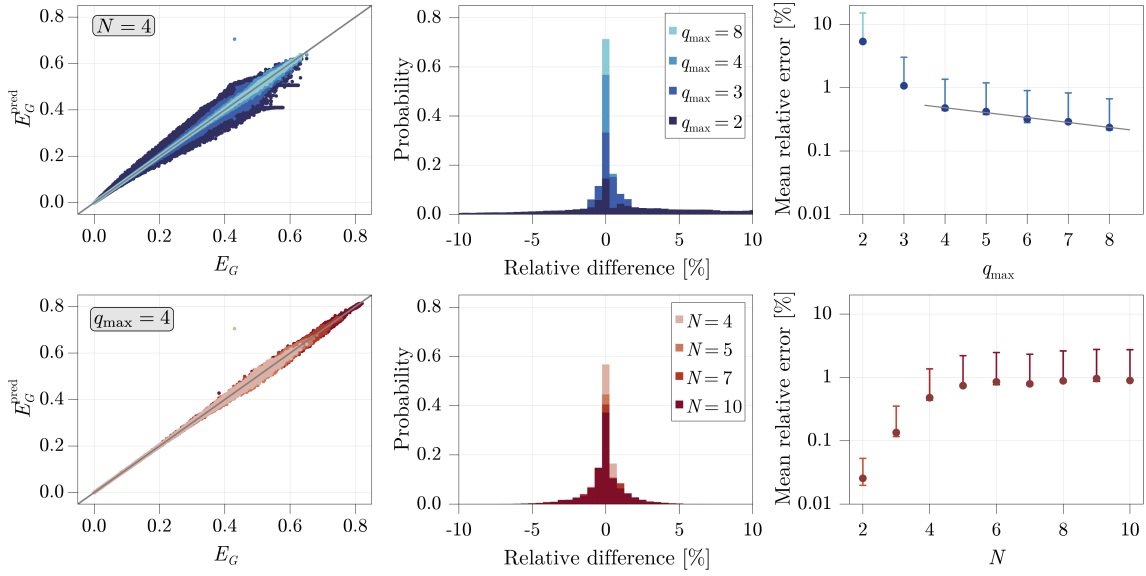 N = 4
E_G^pred
0.8
0.6
0.4
0.2
0.0
0.0 0.2 0.4 0.6 0.8
E_G
Probability
0.8
0.6
0.4
0.2
0.0
q_max = 8
q_max = 4
q_max = 3
q_max = 2
-10 -5 0 5 10
Relative difference [%]
Mean relative error [%]
10
1
0.1
0.01
2 3 4 5 6 7 8
q_max
q_max = 4
E_G^pred
0.8
0.6
0.4
0.2
0.0
0.0 0.2 0.4 0.6 0.8
E_G
Probability
0.8
0.6
0.4
0.2
0.0
N = 4
N = 5
N = 7
N = 10
-10 -5 0 5 10
Relative difference [%]
Mean relative error [%]
10
1
0.1
0.01
2 4 6 8 10
N